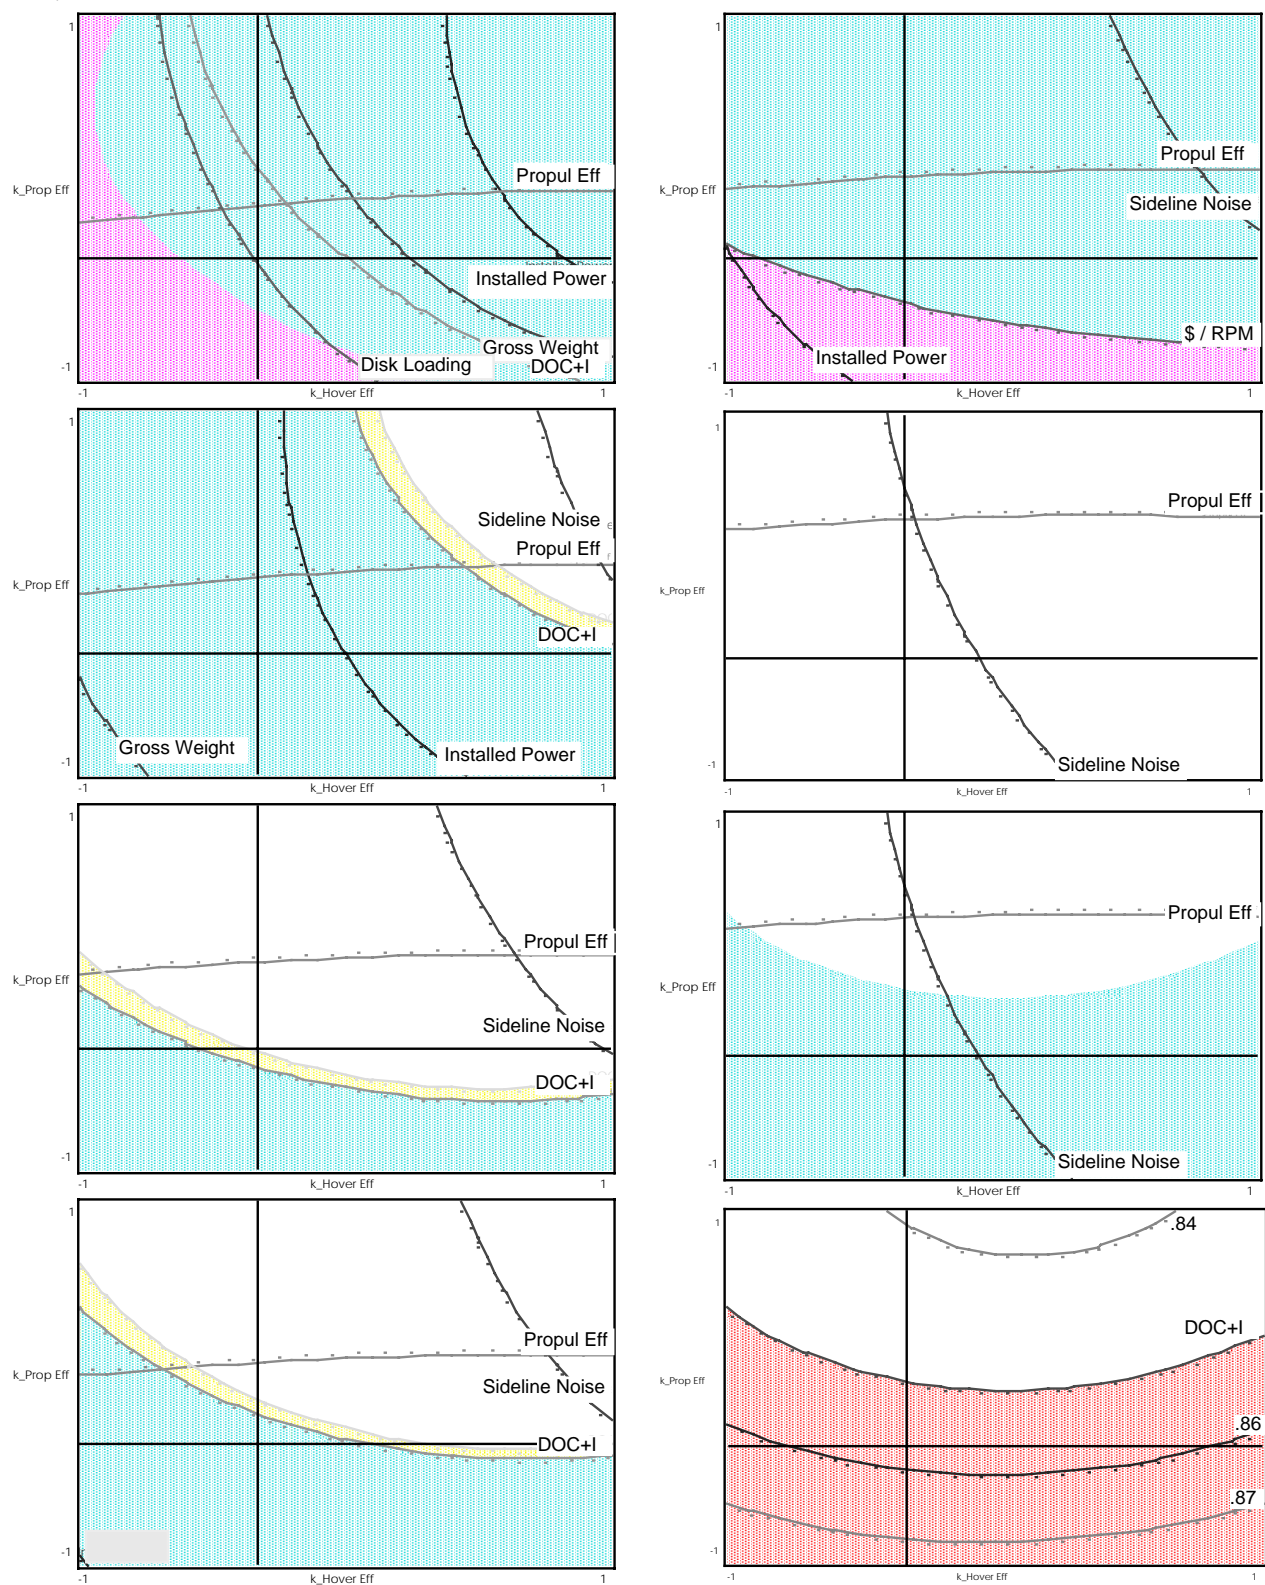 1
k_Prop Eff
Propul Eff
Installed Power
Gross Weight
Disk Loading
DOC+I
-1
-1
k_Hover Eff
1
1
k_Prop Eff
Propul Eff
Sideline Noise
$ / RPM
Installed Power
-1
-1
k_Hover Eff
1
1
Sideline Noise
Propul Eff
k_Prop Eff
DOC+I
Gross Weight
Installed Power
-1
-1
k_Hover Eff
1
1
Propul Eff
k_Prop Eff
Sideline Noise
-1
-1
k_Hover Eff
1
1
Propul Eff
k_Prop Eff
Sideline Noise
DOC+I
-1
-1
k_Hover Eff
1
1
Propul Eff
k_Prop Eff
Sideline Noise
-1
-1
k_Hover Eff
1
1
Propul Eff
k_Prop Eff
Sideline Noise
DOC+I
-1
-1
k_Hover Eff
1
1
.84
DOC+I
k_Prop Eff
.86
.87
-1
-1
k_Hover Eff
1